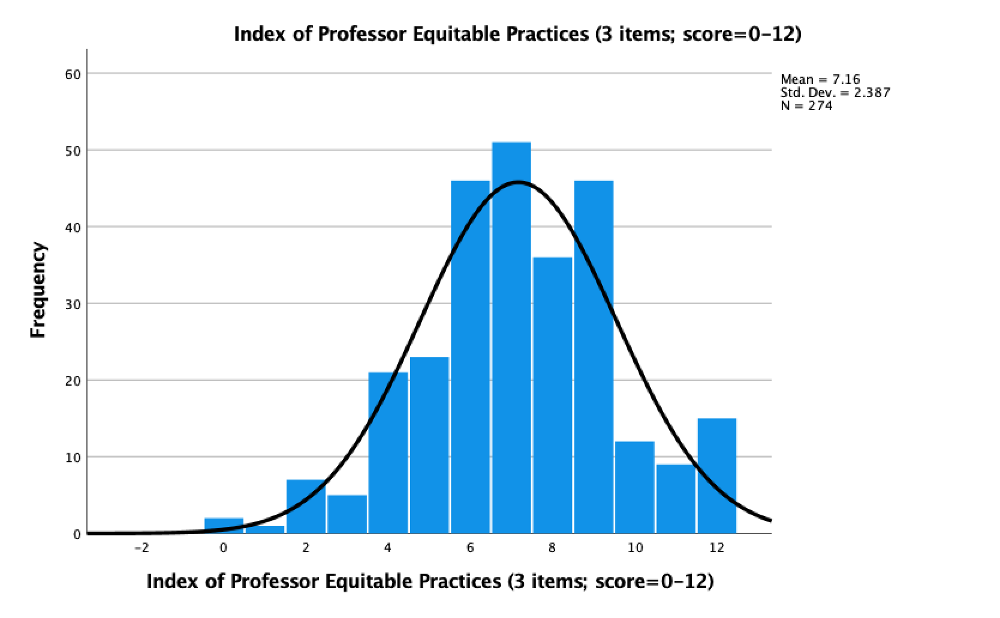 Index of Professor Equitable Practices (3 items; score=0–12)
Mean = 7.16
Std. Dev. = 2.387
N = 274
Frequency
60
50
40
30
20
10
0
–2 0 2 4 6 8 10 12
Index of Professor Equitable Practices (3 items; score=0–12)